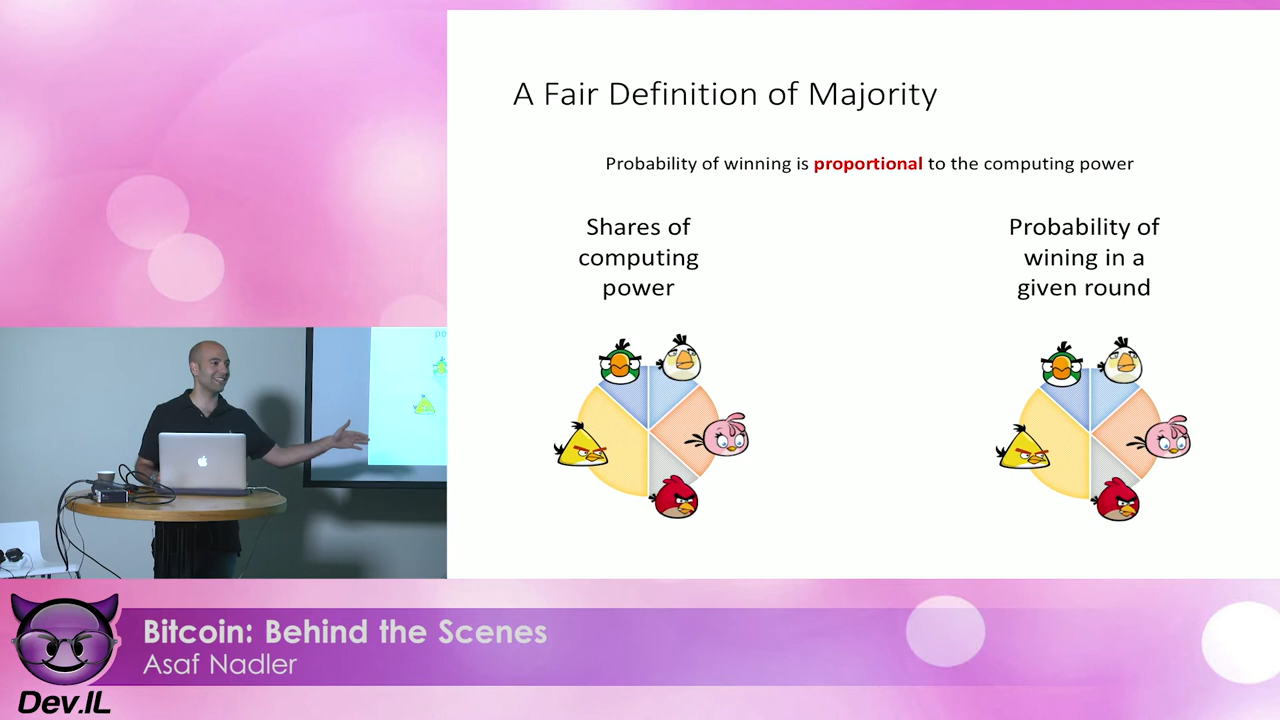 A Fair Definition of Majority
Probability of winning is proportional to the computing power
Shares of
computing
power
Probability of
wining in a
given round
po
Bitcoin: Behind the Scenes
Asaf Nadler
Dev.IL